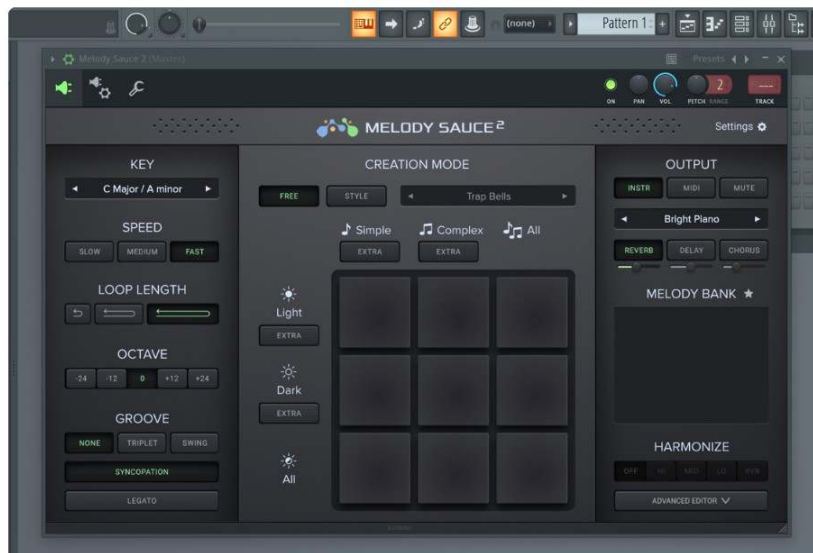 (none)
Pattern 1
Melody Sauce 2 (Master)
Presets
ON PAN VOL PITCH RANGE 2 TRACK
MELODY SAUCE²
Settings
KEY
C Major / A minor
SPEED
SLOW MEDIUM FAST
LOOP LENGTH
OCTAVE
-24 -12 0 +12 +24
GROOVE
NONE TRIPLET SWING
SYNCOPATION
LEGATO
CREATION MODE
FREE STYLE Trap Bells
Simple Complex All
EXTRA EXTRA
Light
EXTRA
Dark
EXTRA
All
OUTPUT
INSTR MIDI MUTE
Bright Piano
REVERB DELAY CHORUS
MELODY BANK
HARMONIZE
OFF HI MID LO RVN
ADVANCED EDITOR